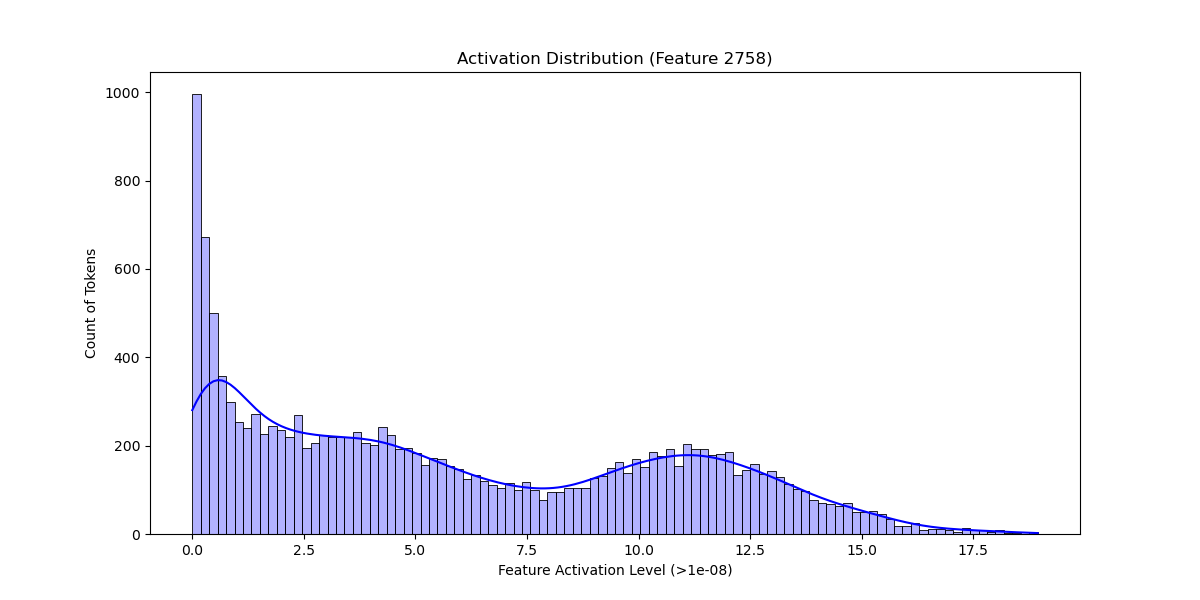 Activation Distribution (Feature 2758)
1000
800
600
400
200
0
Count of Tokens
0.0 2.5 5.0 7.5 10.0 12.5 15.0 17.5
Feature Activation Level (>1e-08)